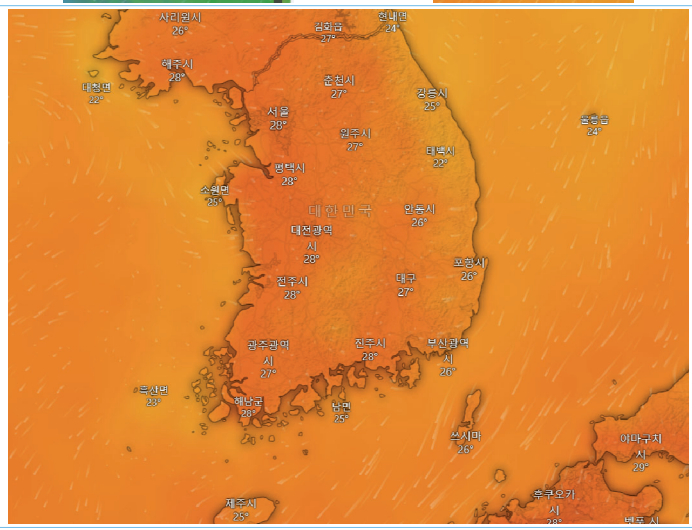 사리원시
26°
현내면
24°
김화읍
27°
해주시
28°
대청면
22°
춘천시
27°
강릉시
25°
서울
28°
울릉읍
24°
원주시
27°
태백시
22°
평택시
28°
소원면
25°
대한민국
안동시
26°
대전광역
시
28°
포항시
26°
전주시
28°
대구
27°
광주광역
시
27°
진주시
28°
부산광역
시
26°
흑산면
23°
해남군
28°
남면
25°
쓰시마
26°
야마구치
시
29°
후쿠오카
시
28°
제주시
25°
벳푸 시